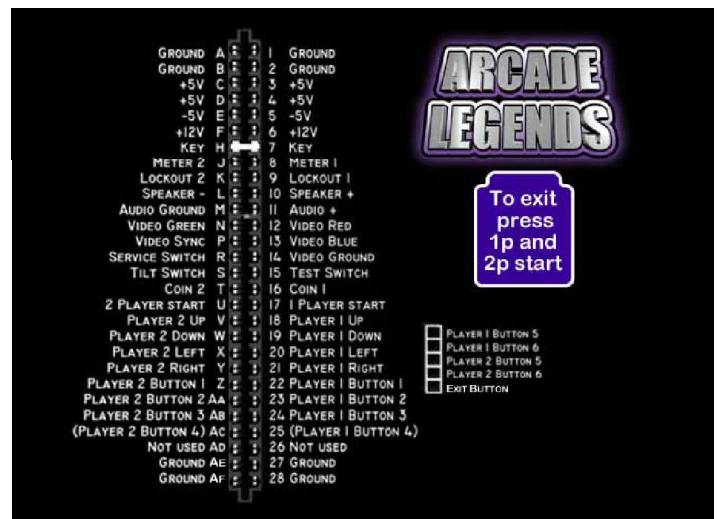 GROUND A 1 GROUND
GROUND B 2 GROUND
+5V C 3 +5V
+5V D 4 +5V
-5V E 5 -5V
+12V F 6 +12V
KEY H 7 KEY
METER 2 J 8 METER 1
LOCKOUT 2 K 9 LOCKOUT 1
SPEAKER - L 10 SPEAKER +
AUDIO GROUND M 11 AUDIO +
VIDEO GREEN N 12 VIDEO RED
VIDEO SYNC P 13 VIDEO BLUE
SERVICE SWITCH R 14 VIDEO GROUND
TILT SWITCH S 15 TEST SWITCH
COIN 2 T 16 COIN 1
2 PLAYER START U 17 1 PLAYER START
PLAYER 2 UP V 18 PLAYER 1 UP
PLAYER 2 DOWN W 19 PLAYER 1 DOWN
PLAYER 2 LEFT X 20 PLAYER 1 LEFT
PLAYER 2 RIGHT Y 21 PLAYER 1 RIGHT
PLAYER 2 BUTTON 1 Z 22 PLAYER 1 BUTTON 1
PLAYER 2 BUTTON 2 AA 23 PLAYER 1 BUTTON 2
PLAYER 2 BUTTON 3 AB 24 PLAYER 1 BUTTON 3
(PLAYER 2 BUTTON 4) AC 25 (PLAYER 1 BUTTON 4)
NOT USED AD 26 NOT USED
GROUND AE 27 GROUND
GROUND AF 28 GROUND
ARCADE
LEGENDS
To exit
press
1p and
2p start
PLAYER 1 BUTTON 5
PLAYER 1 BUTTON 6
PLAYER 2 BUTTON 5
PLAYER 2 BUTTON 6
EXIT BUTTON